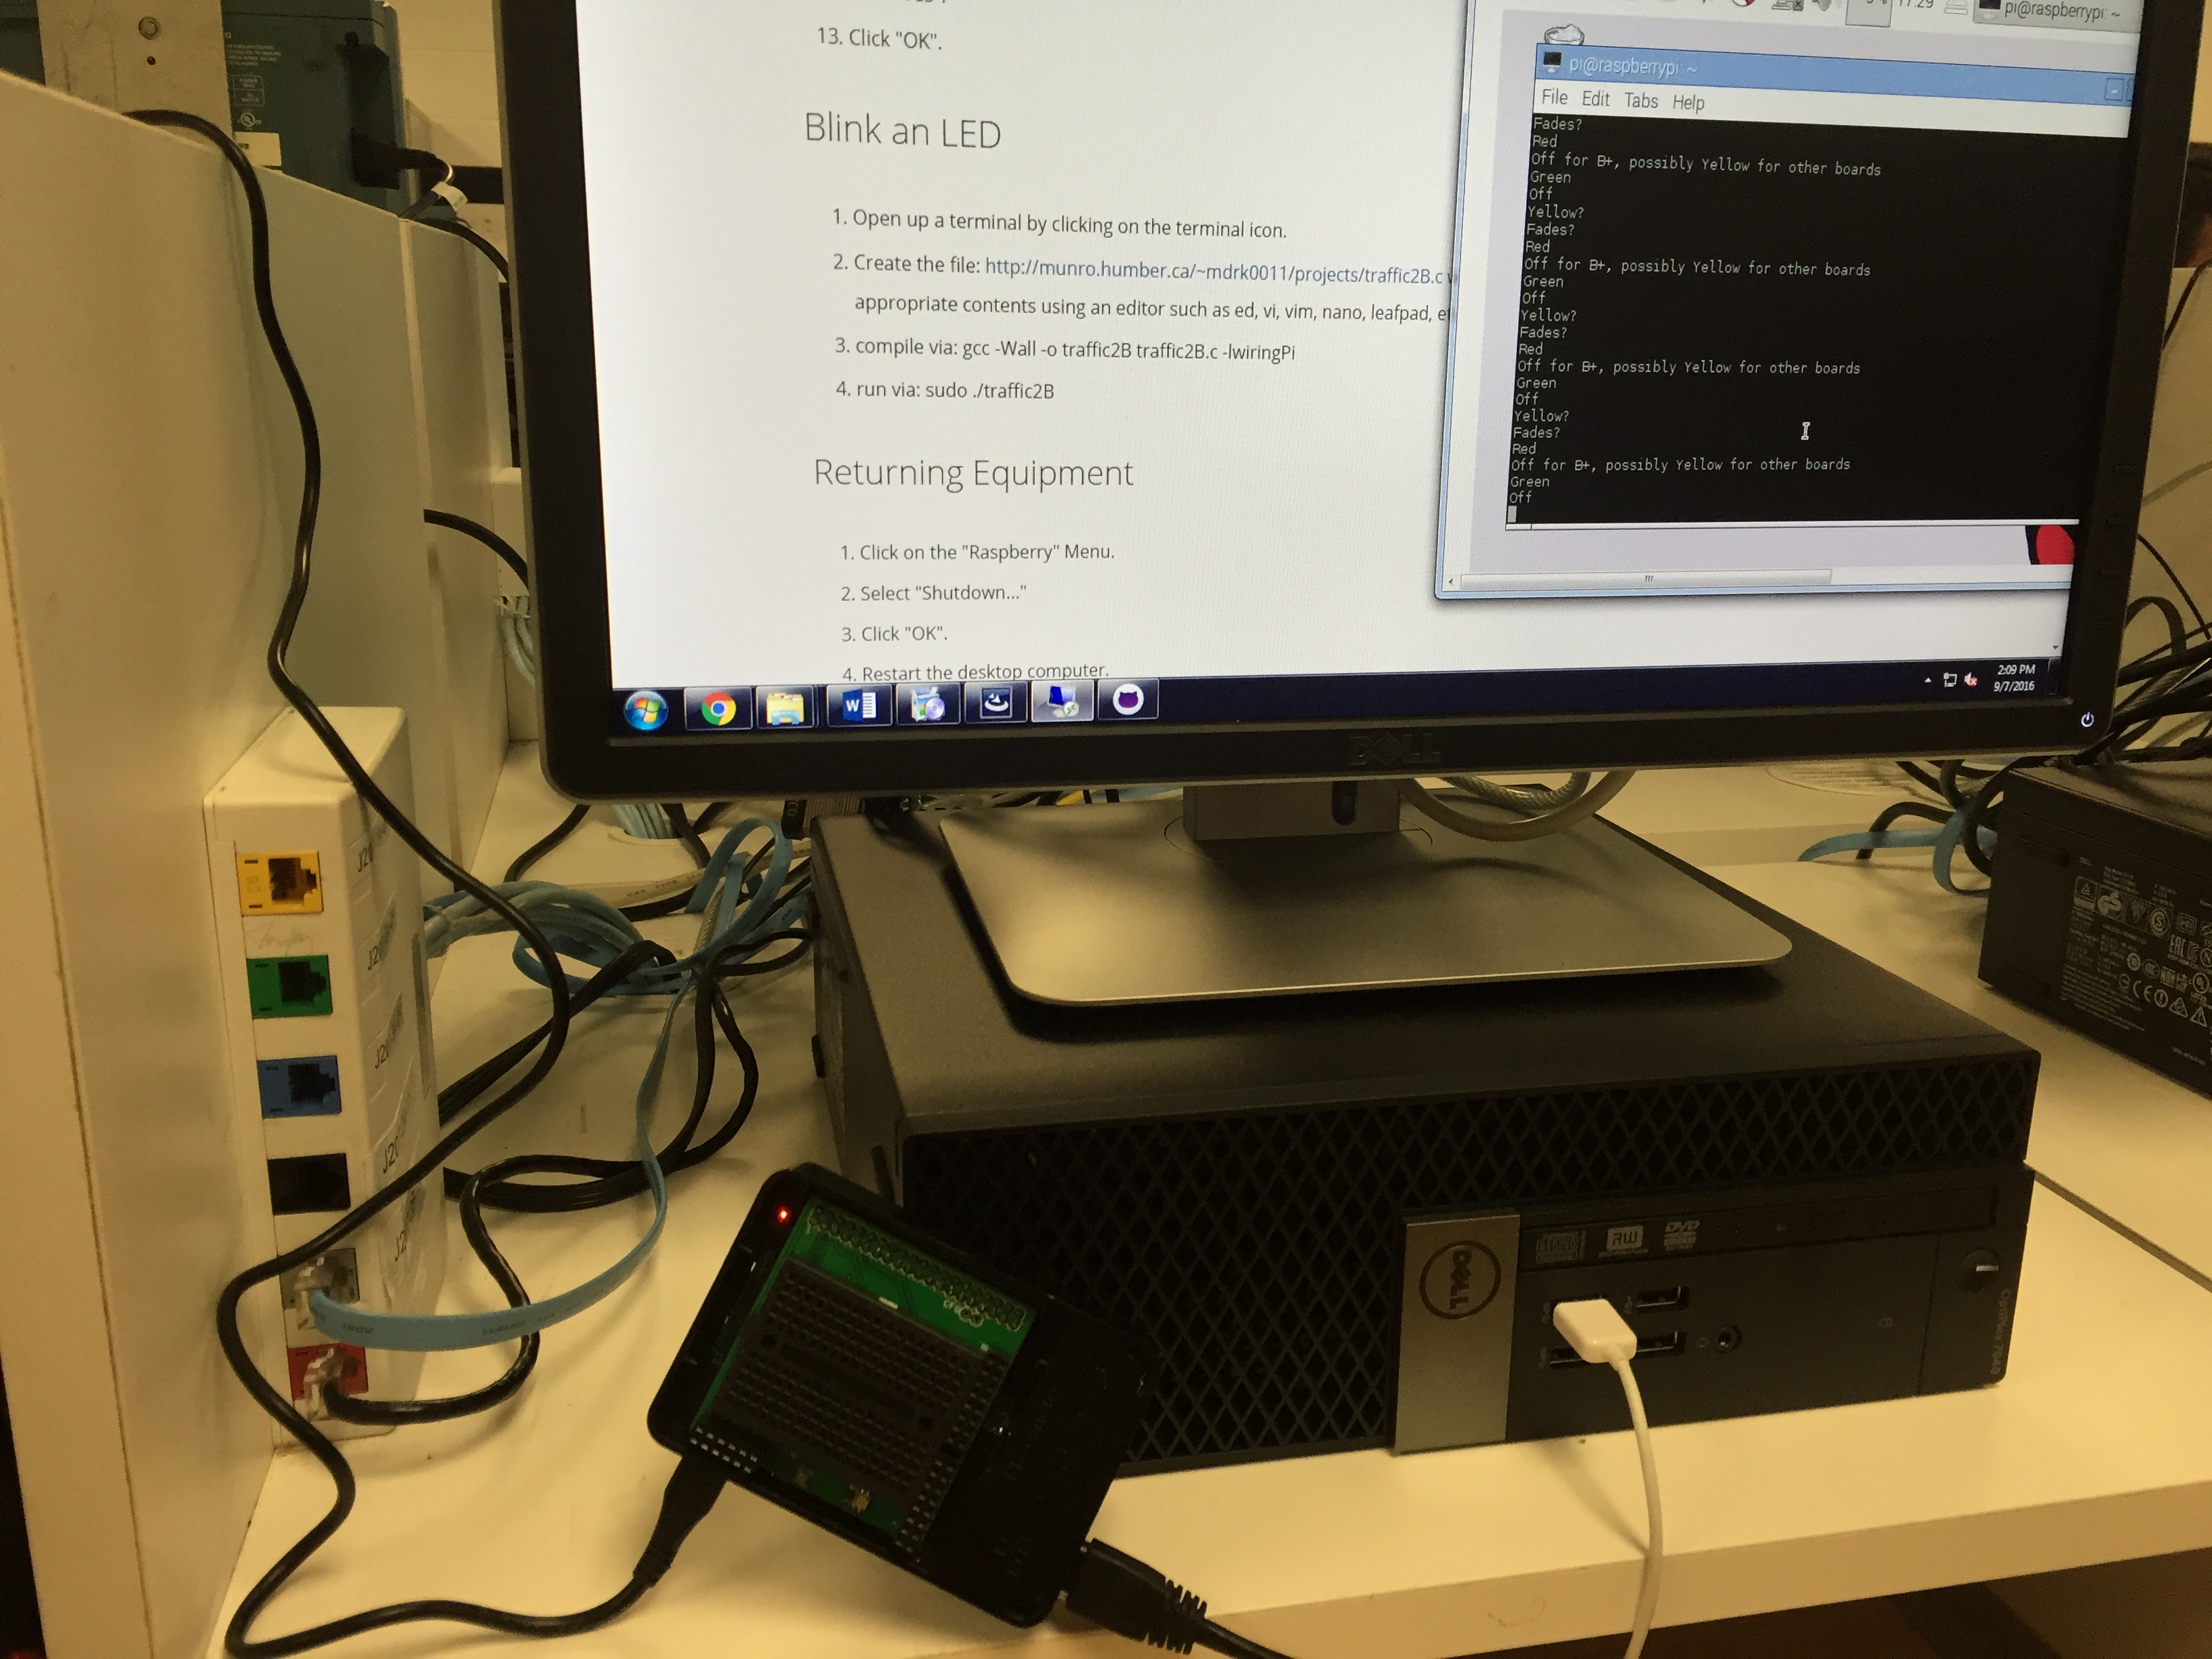 13. Click "OK".
Blink an LED
1. Open up a terminal by clicking on the terminal icon.
2. Create the file: http://munro.humber.ca/~mdrk0011/projects/traffic2B.c
appropriate contents using an editor such as ed, vi, vim, nano, leafpad,
3. compile via: gcc -Wall -o traffic2B traffic2B.c -lwiringPi
4. run via: sudo ./traffic2B
Returning Equipment
1. Click on the "Raspberry" Menu.
2. Select "Shutdown..."
3. Click "OK".
4. Restart the desktop computer.
17:29
pi@raspberrypi: ~
pi@raspberrypi: ~
File Edit Tabs Help
Fades?
Red
Off for B+, possibly Yellow for other boards
Green
Off
Yellow?
Fades?
Red
Off for B+, possibly Yellow for other boards
Green
Off
Yellow?
Fades?
Red
Off for B+, possibly Yellow for other boards
Green
Off
Yellow?
Fades?
Red
Off for B+, possibly Yellow for other boards
Green
Off
W
2:09 PM
9/7/2016
DELL
DELL
RW
DVD
OptiPlex 7040